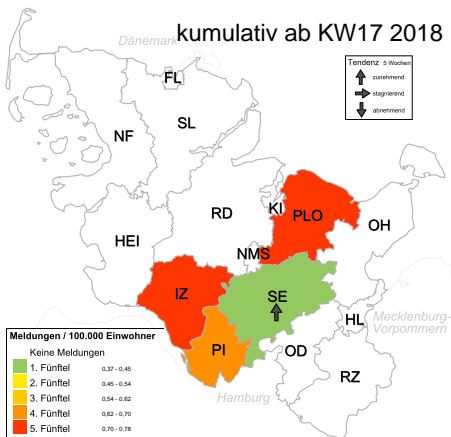 kumulativ ab KW17 2018
Dänemark
Tendenz 5 Wochen
zunehmend
stagnierend
abnehmend
FL
SL
NF
KI
PLO
RD
OH
HEI
NMS
IZ
SE
HL
Mecklenburg-
Vorpommern
PI
OD
RZ
Hamburg
Meldungen / 100.000 Einwohner
Keine Meldungen
1. Fünftel 0,37 - 0,45
2. Fünftel 0,45 - 0,54
3. Fünftel 0,54 - 0,62
4. Fünftel 0,62 - 0,70
5. Fünftel 0,70 - 0,78